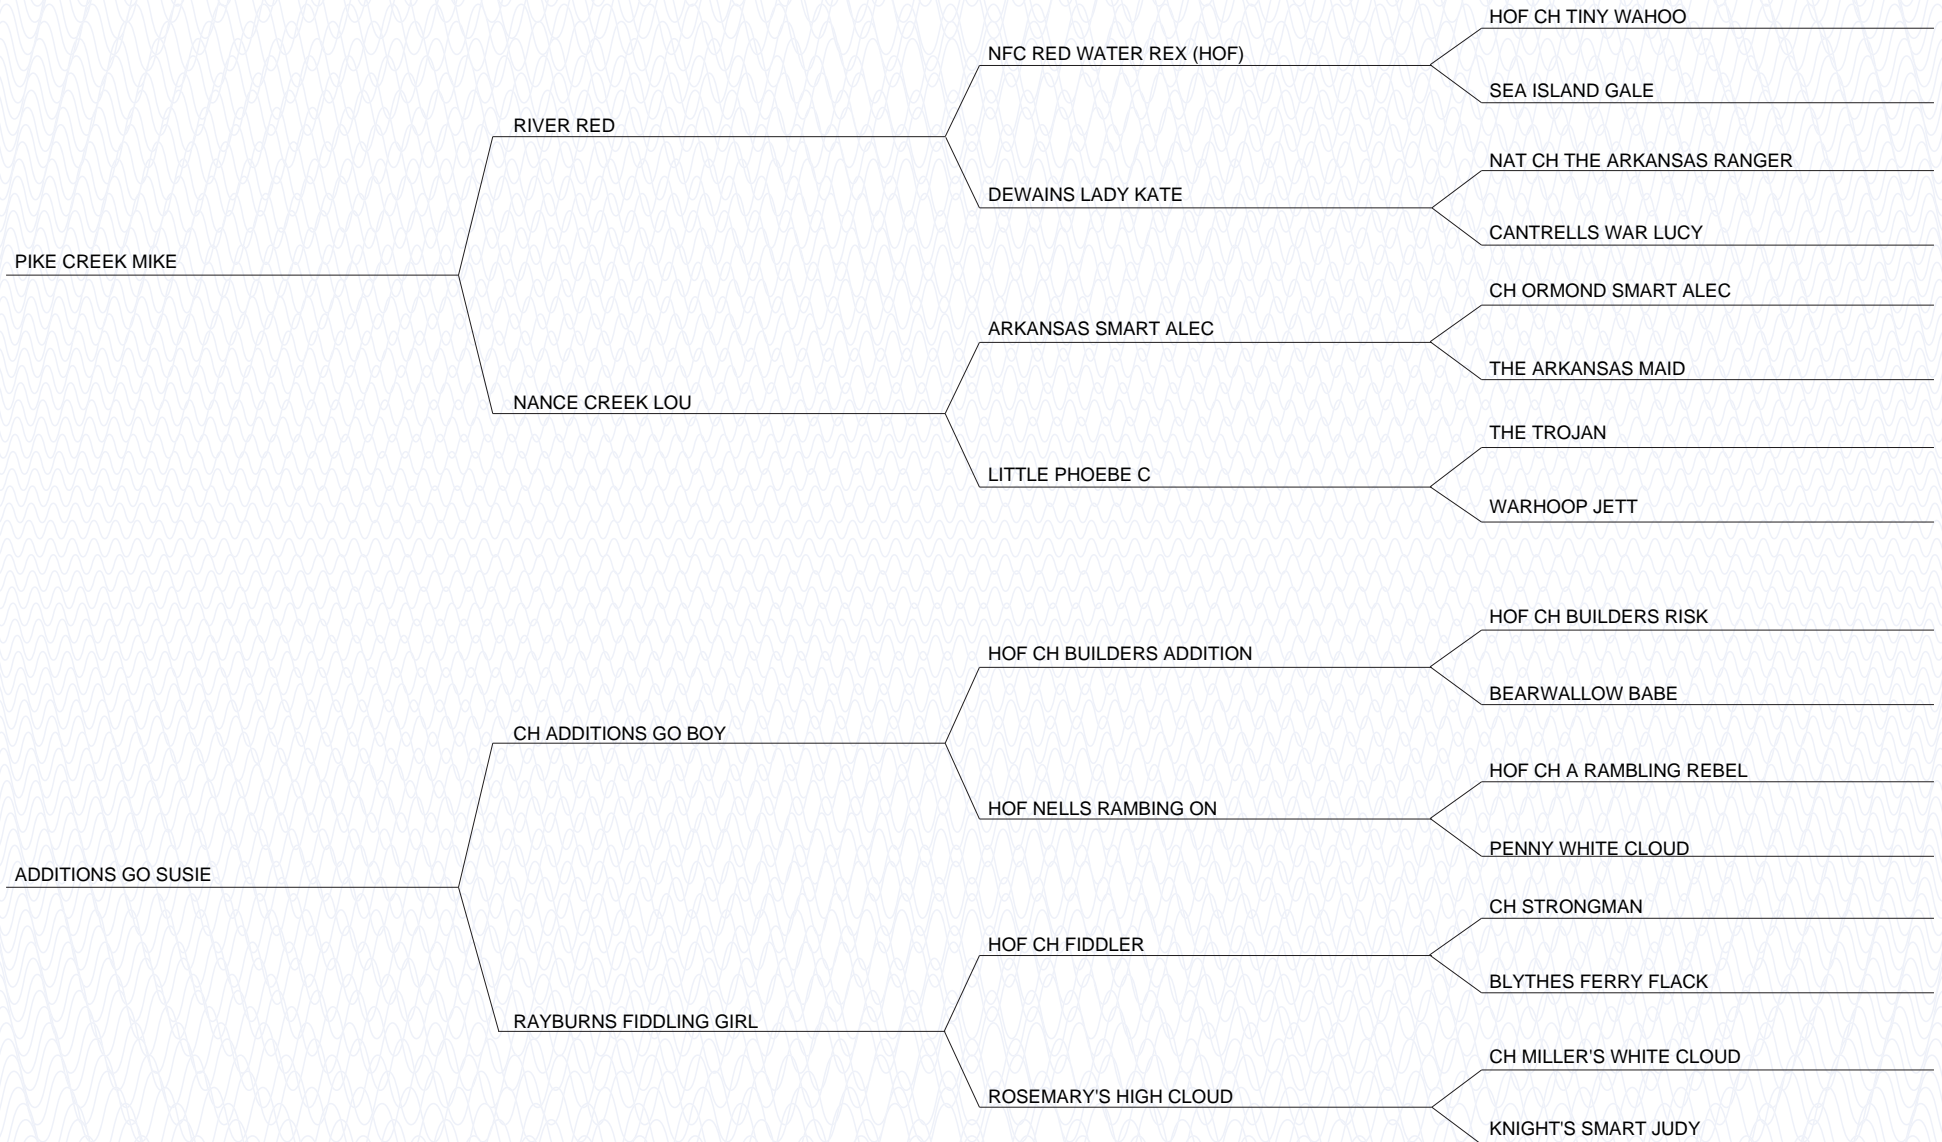 HOF CH TINY WAHOO
NFC RED WATER REX (HOF)
SEA ISLAND GALE
RIVER RED
NAT CH THE ARKANSAS RANGER
DEWAINS LADY KATE
CANTRELLS WAR LUCY
PIKE CREEK MIKE
CH ORMOND SMART ALEC
ARKANSAS SMART ALEC
THE ARKANSAS MAID
NANCE CREEK LOU
THE TROJAN
LITTLE PHOEBE C
WARHOOP JETT
HOF CH BUILDERS RISK
HOF CH BUILDERS ADDITION
BEARWALLOW BABE
CH ADDITIONS GO BOY
HOF CH A RAMBLING REBEL
HOF NELLS RAMBING ON
PENNY WHITE CLOUD
ADDITIONS GO SUSIE
CH STRONGMAN
HOF CH FIDDLER
BLYTHES FERRY FLACK
RAYBURNS FIDDLING GIRL
CH MILLER'S WHITE CLOUD
ROSEMARY'S HIGH CLOUD
KNIGHT'S SMART JUDY